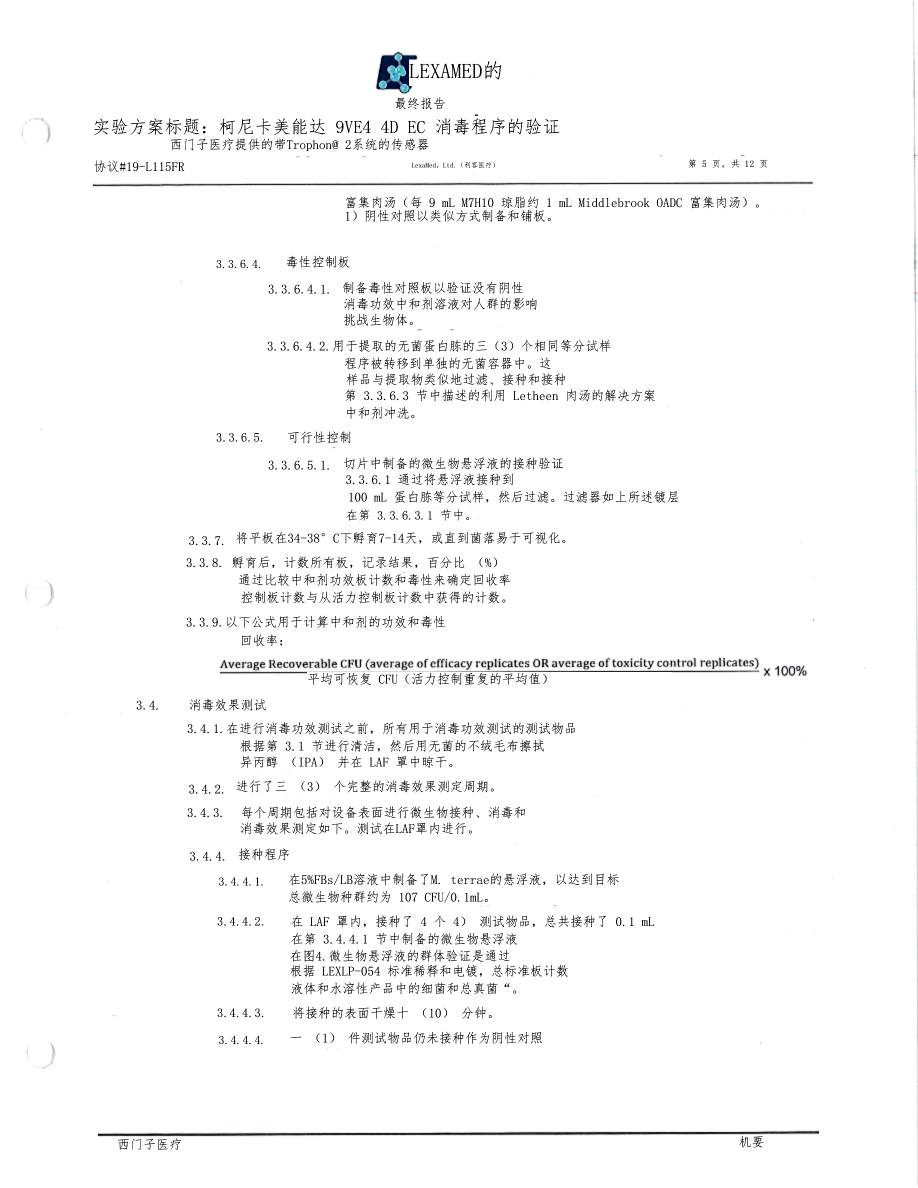 LEXAMED的
最终报告
实验方案标题：柯尼卡美能达 9VE4 4D EC 消毒程序的验证
西门子医疗提供的带Trophon@ 2系统的传感器
协议#19-L115FR
LexaMed, Ltd.（利客医疗）
第 5 页，共 12 页
富集肉汤（每 9 mL M7H10 琼脂约 1 mL Middlebrook OADC 富集肉汤）。
1）阴性对照以类似方式制备和铺板。
3.3.6.4. 毒性控制板
3.3.6.4.1. 制备毒性对照板以验证没有阴性
消毒功效中和剂溶液对人群的影响
挑战生物体。
3.3.6.4.2.用于提取的无菌蛋白胨的三（3）个相同等分试样
程序被转移到单独的无菌容器中。这
样品与提取物类似地过滤、接种和接种
第 3.3.6.3 节中描述的利用 Letheen 肉汤的解决方案
中和剂冲洗。
3.3.6.5. 可行性控制
3.3.6.5.1. 切片中制备的微生物悬浮液的接种验证
3.3.6.1 通过将悬浮液接种到
100 mL 蛋白胨等分试样，然后过滤。过滤器如上所述镀层
在第 3.3.6.3.1 节中。
3.3.7. 将平板在34-38°C下孵育7-14天，或直到菌落易于可视化。
3.3.8. 孵育后，计数所有板，记录结果，百分比 （%）
通过比较中和剂功效板计数和毒性来确定回收率
控制板计数与从活力控制板计数中获得的计数。
3.3.9.以下公式用于计算中和剂的功效和毒性
回收率：
Average Recoverable CFU (average of efficacy replicates OR average of toxicity control replicates) x 100%
平均可恢复 CFU（活力控制重复的平均值）
3.4. 消毒效果测试
3.4.1.在进行消毒功效测试之前，所有用于消毒功效测试的测试物品
根据第 3.1 节进行清洁，然后用无菌的不绒毛布擦拭
异丙醇 （IPA） 并在 LAF 罩中晾干。
3.4.2. 进行了三 （3） 个完整的消毒效果测定周期。
3.4.3. 每个周期包括对设备表面进行微生物接种、消毒和
消毒效果测定如下。测试在LAF罩内进行。
3.4.4. 接种程序
3.4.4.1. 在5%FBs/LB溶液中制备了M. terrae的悬浮液，以达到目标
总微生物种群约为 107 CFU/0.1mL。
3.4.4.2. 在 LAF 罩内，接种了 4 个 4） 测试物品，总共接种了 0.1 mL
在第 3.4.4.1 节中制备的微生物悬浮液
在图4.微生物悬浮液的群体验证是通过
根据 LEXLP-054 标准稀释和电镀，总标准板计数
液体和水溶性产品中的细菌和总真菌“。
3.4.4.3. 将接种的表面干燥十 （10） 分钟。
3.4.4.4. 一 （1） 件测试物品仍未接种作为阴性对照
西门子医疗
机要